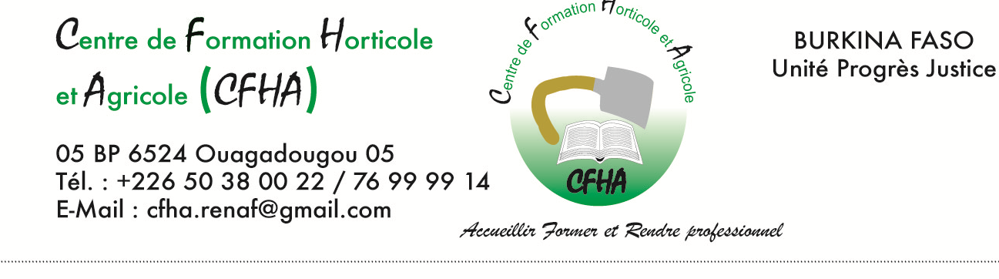 Centre de Formation Horticole
et Agricole (CFHA)
05 BP 6524 Ouagadougou 05
Tél. : +226 50 38 00 22 / 76 99 99 14
E-Mail : cfha.renaf@gmail.com
Centre de Formation Horticole et Agricole
CFHA
Accueillir Former et Rendre professionnel
BURKINA FASO
Unité Progrès Justice